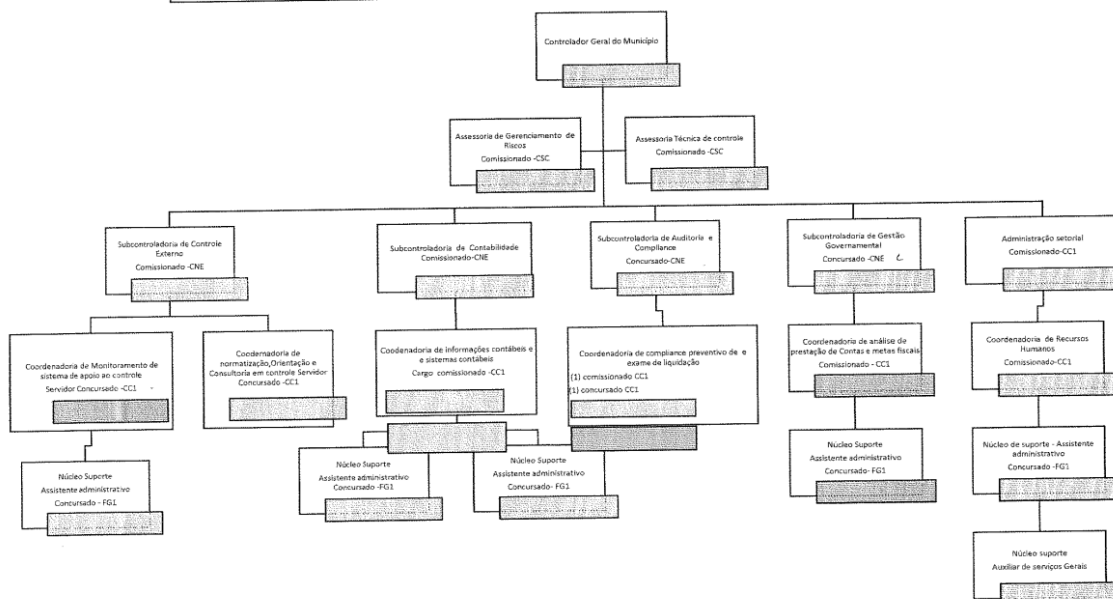 Controlador Geral do Município
Assessoria de Gerenciamento de
Riscos
Comissionado -CSC
Assessoria Técnica de controle
Comissionado -CSC
Subcontroladoria de Controle
Externo
Comissionado -CNE
Subcontroladoria de Contabilidade
Comissionado-CNE
Subcontroladoria de Auditoria e
Compliance
Concursado-CNE
Subcontroladoria de Gestão
Governamental
Concursado -CNE
Administração setorial
Comissionado-CC1
Coordenadoria de Monitoramento de
sistema de apoio ao controle
Servidor Concursado -CC1
Coodernadoria de
normatização,Orientação e
Consultoria em controle Servidor
Concursado -CC1
Coodenadoria de informações contábeis e
e sistemas contábeis
Cargo comissionado -CC1
Coordenadoria de compliance preventivo de e
exame de liquidação
(1) comissionado CC1
(1) concursado CC1
Coordenadoria de análise de
prestação de Contas e metas fiscais
Comissionado - CC1
Coordenadoria de Recursos
Humanos
Comissionado-CC1
Núcleo Suporte
Assistente administrativo
Concursado - FG1
Núcleo Suporte
Assistente administrativo
Concursado -FG1
Núcleo Suporte
Assistente administrativo
Concursado- FG1
Núcleo Suporte
Assistente administrativo
Concursado- FG1
Núcleo de suporte - Assistente
administrativo
Concursado- FG1
Núcleo suporte
Auxiliar de serviços Gerais